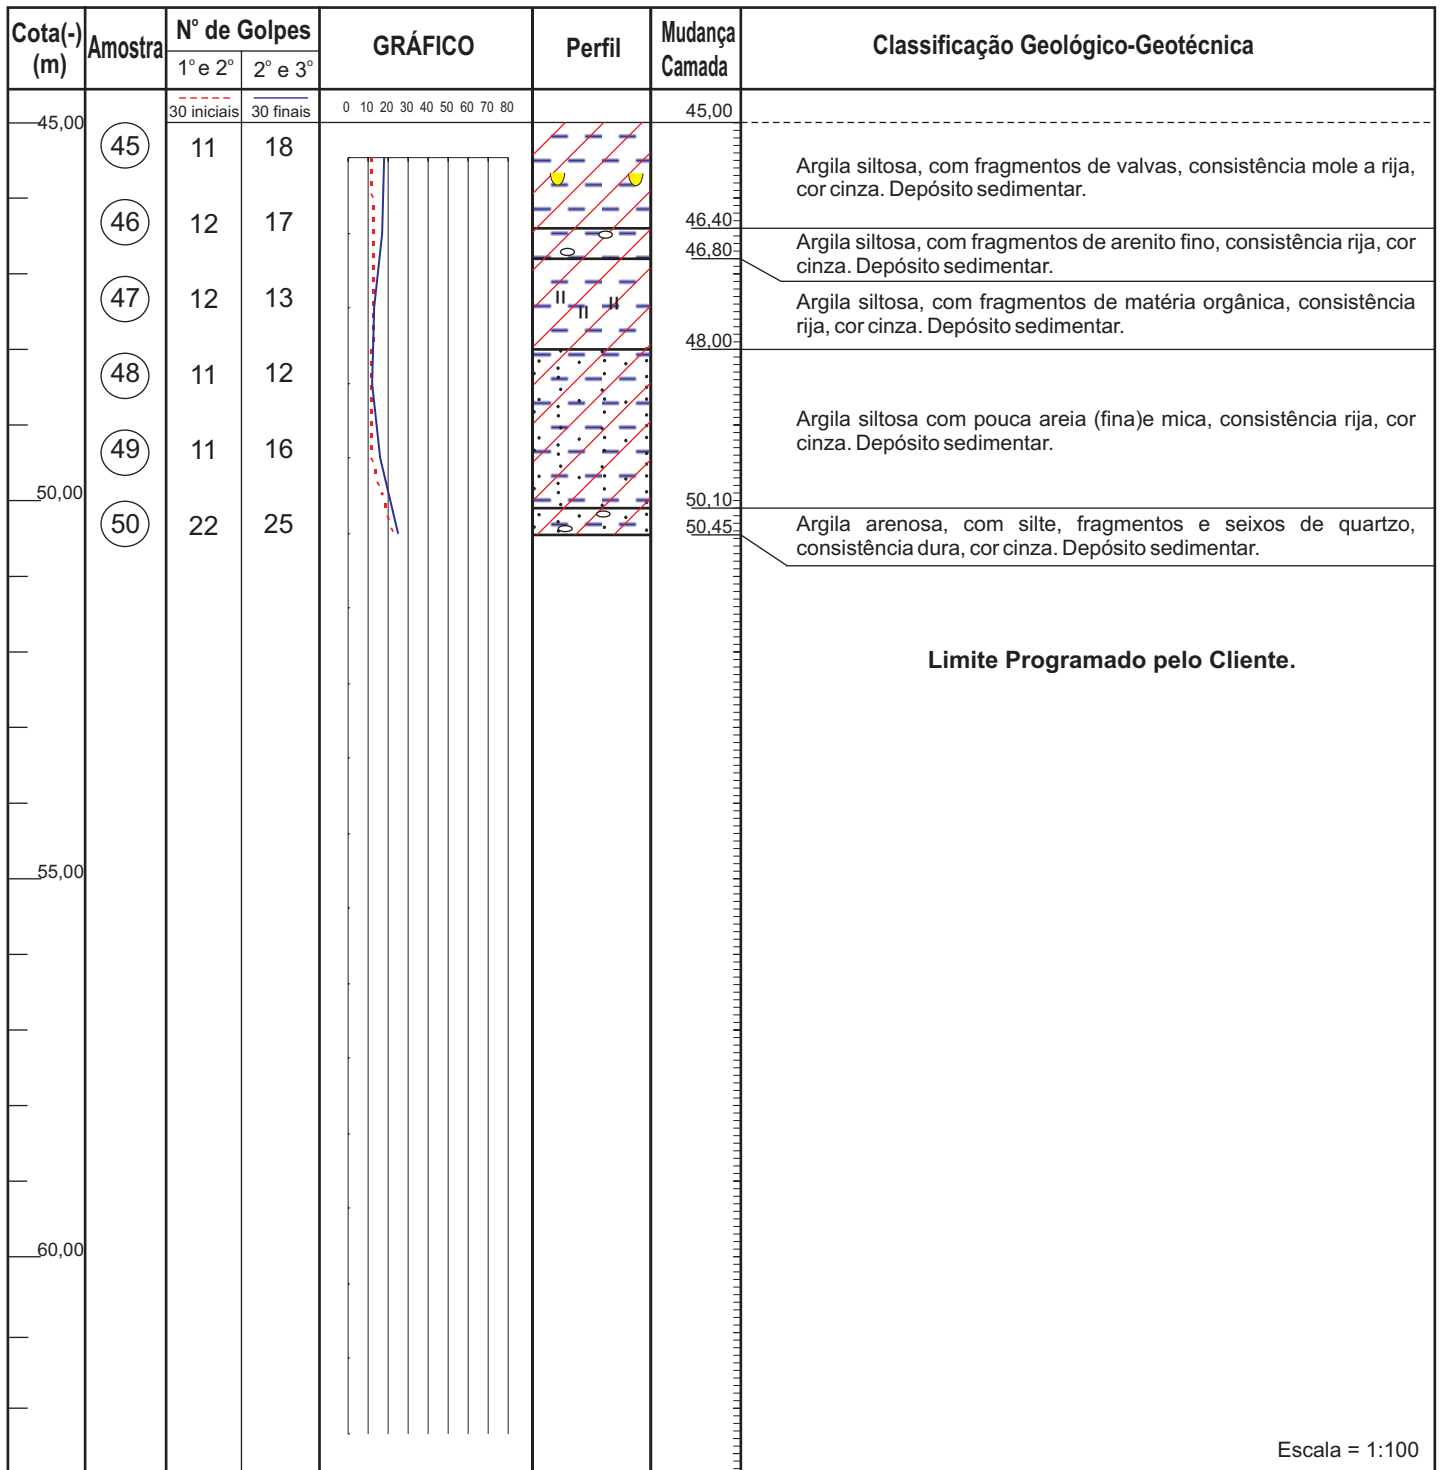 Cota(-)
(m)
Amostra
N° de Golpes
1° e 2°
2° e 3°
GRÁFICO
Perfil
Mudança
Camada
Classificação Geológico-Geotécnica
30 iniciais
30 finais
0 10 20 30 40 50 60 70 80
45,00
45,00
45 11 18
Argila siltosa, com fragmentos de valvas, consistência mole a rija,
cor cinza. Depósito sedimentar.
46 12 17
46,40
Argila siltosa, com fragmentos de arenito fino, consistência rija, cor
cinza. Depósito sedimentar.
46,80
47 12 13
Argila siltosa, com fragmentos de matéria orgânica, consistência
rija, cor cinza. Depósito sedimentar.
48,00
48 11 12
Argila siltosa com pouca areia (fina)e mica, consistência rija, cor
cinza. Depósito sedimentar.
49 11 16
50,00
50,10
50 22 25
Argila arenosa, com silte, fragmentos e seixos de quartzo,
consistência dura, cor cinza. Depósito sedimentar.
50,45
Limite Programado pelo Cliente.
55,00
60,00
Escala = 1:100